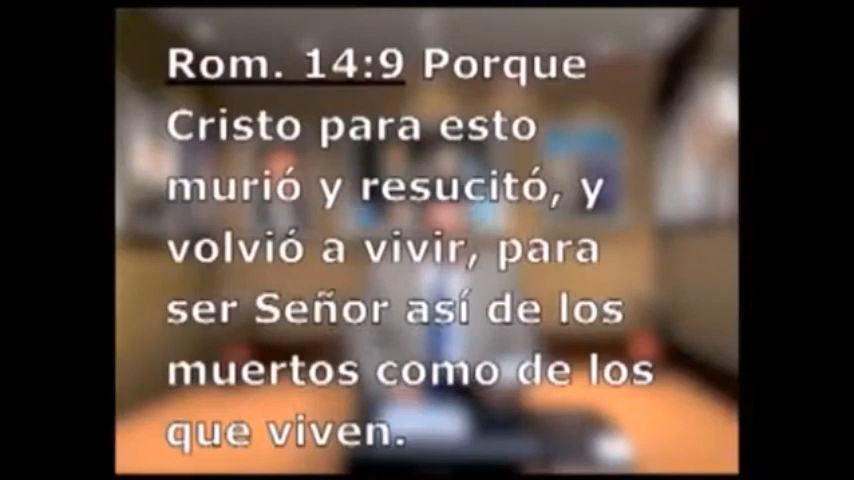 Rom. 14:9 Porque
Cristo para esto
murió y resucitó, y
volvió a vivir, para
ser Señor así de los
muertos como de los
que viven.